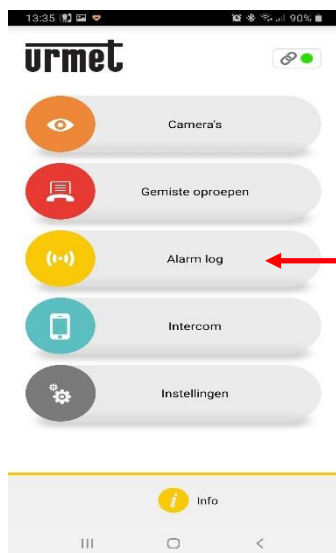 13:35 90%
urmet
Camera's
Gemiste oproepen
Alarm log
Intercom
Instellingen
i Info